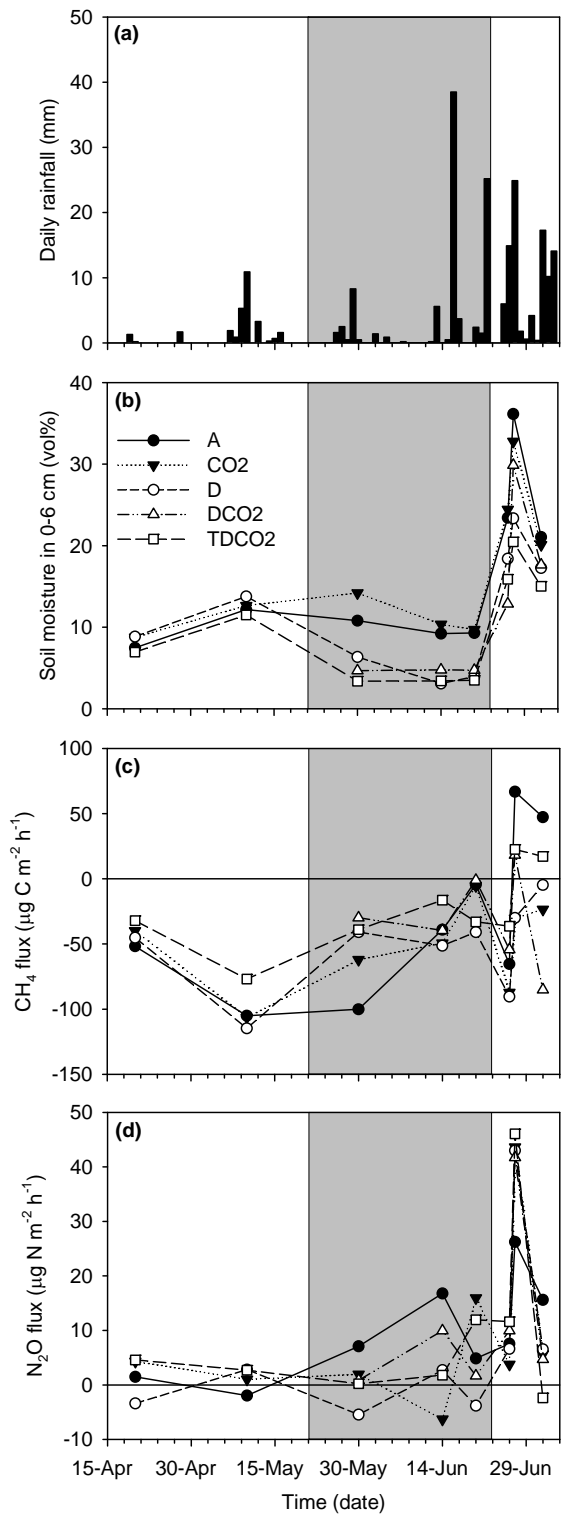 50
(a)
40
30
20
10
0
Daily rainfall (mm)
40
(b)
30
20
10
0
Soil moisture in 0-6 cm (vol%)
A
CO2
D
DCO2
TDCO2
100
(c)
50
0
-50
-100
-150
CH₄ flux (µg C m⁻² h⁻¹)
50
(d)
40
30
20
10
0
-10
N₂O flux (µg N m⁻² h⁻¹)
15-Apr 30-Apr 15-May 30-May 14-Jun 29-Jun
Time (date)